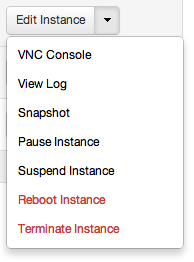 Edit Instance
VNC Console
View Log
Snapshot
Pause Instance
Suspend Instance
Reboot Instance
Terminate Instance